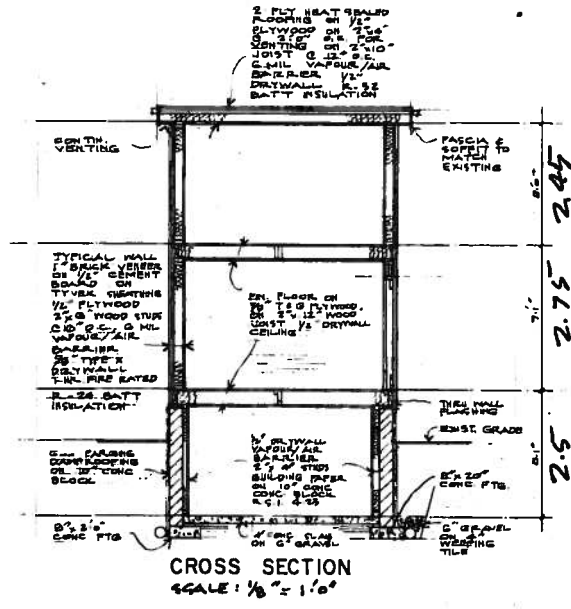 2 PLY HEAT SEALED
ROOFING ON 1/2"
PLYWOOD ON 2"x4"
@ 2'0" O.C. FOR
VENTING ON 2"x10"
JOIST @ 12" O.C.
6 MIL VAPOUR/AIR
BARRIER 1/2"
DRYWALL R-32
BATT INSULATION
CONTIN.
VENTING
FASCIA &
SOFFIT TO
MATCH
EXISTING
2.45
TYPICAL WALL
BRICK VENEER
ON 1/2" CEMENT
BOARD ON
TYVEK SHEATHING
1/2" PLYWOOD
2"x6" WOOD STUDS
O.C., 6 MIL
VAPOUR/AIR
BARRIER
5/8" TYPE X
DRYWALL
1 HR. FIRE RATED
R-24 BATT
INSULATION
FLOOR ON
5/8" T&G PLYWOOD
ON 2"x12" WOOD
JOIST 1/2" DRYWALL
CEILING
7'1"
2.75
THRU WALL
FLASHING
EXIST. GRADE
PARGING
DAMPROOFING
ON 10" CONC
BLOCK
1/2" DRYWALL
VAPOUR/AIR
BARRIER
2"x4" STUDS
BUILDING PAPER
ON 10" CONC
CONC. BLOCK
8'1"
2.5
8"x20"
CONC FTG.
8"x2'0"
CONC FTG
4" CONC SLAB
ON 6" GRAVEL
6" GRAVEL
ON 4"
WEEPING
TILE
CROSS SECTION
SCALE: 1/8" = 1'0"